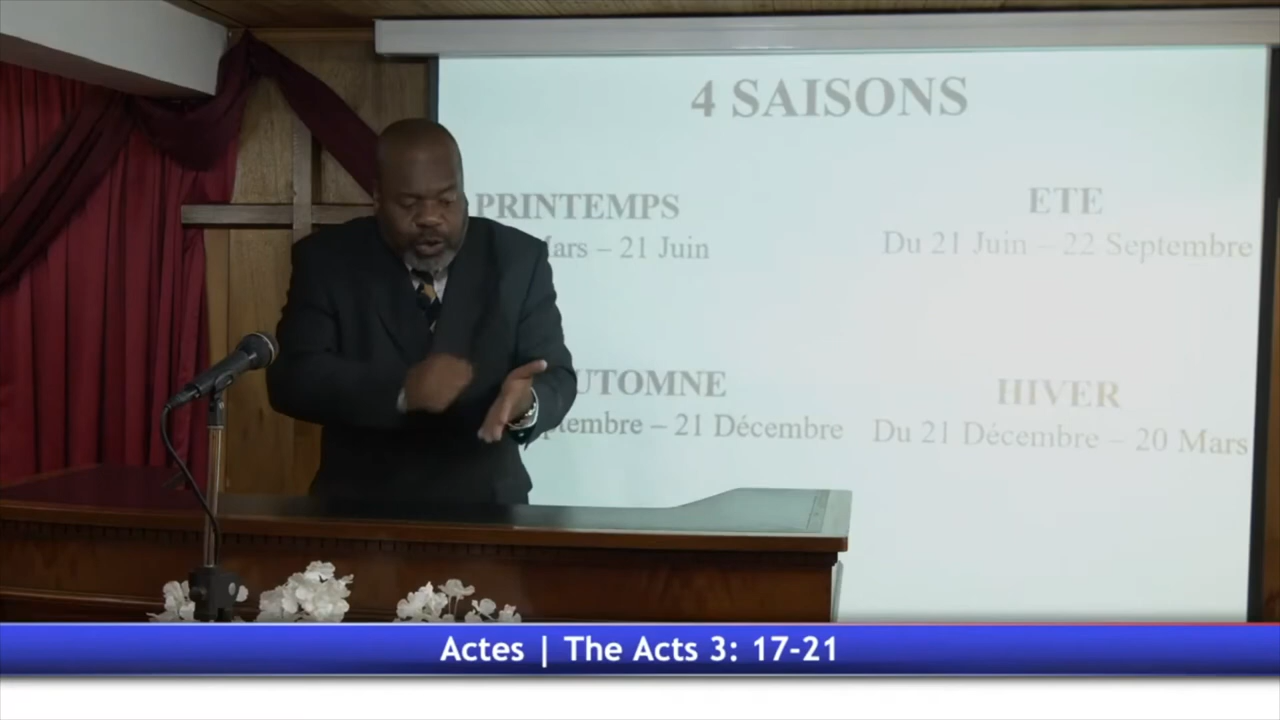 4 SAISONS
PRINTEMPS
ETE
Mars – 21 Juin
Du 21 Juin – 22 Septembre
UTOMNE
HIVER
ptembre – 21 Décembre
Du 21 Décembre – 20 Mars
Actes | The Acts 3: 17-21